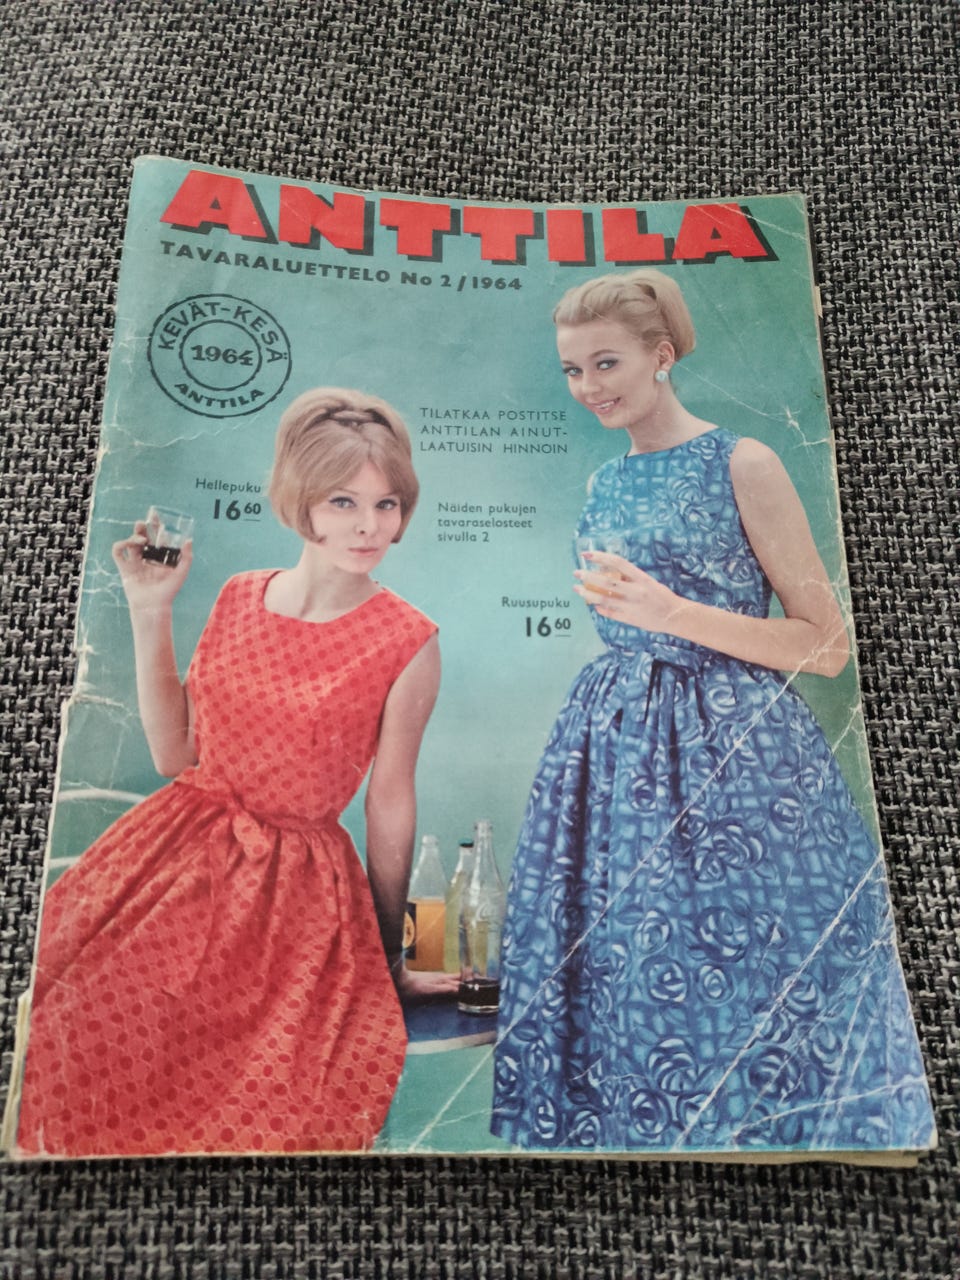 ANTTILA
TAVARALUETTELO No 2/1964
KEVÄT-KESÄ
1964
ANTTILA
TILATKAA POSTITSE
ANTTILAN AINUT-
LAATUISIN HINNOIN
Hellepuku
16 60
Näiden pukujen
tavaraselosteet
sivulla 2
Ruusupuku
16 60